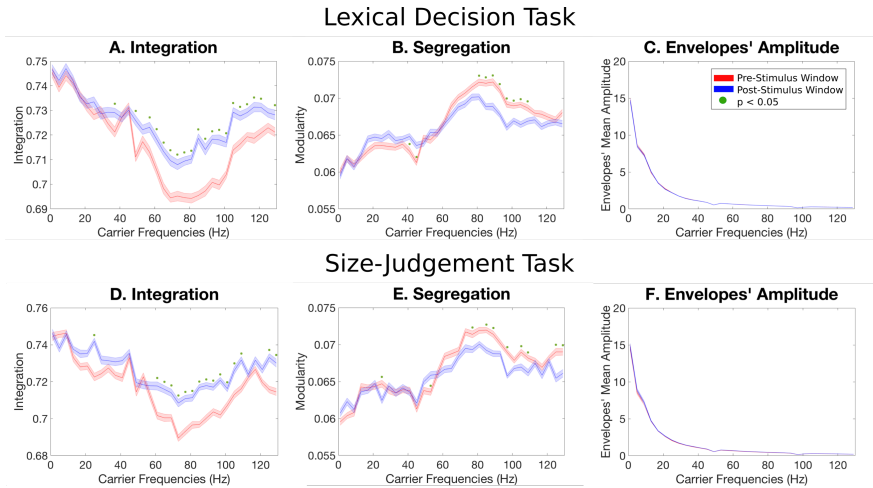 Lexical Decision Task
A. Integration
B. Segregation
C. Envelopes' Amplitude
0.75
0.74
0.73
0.72
0.71
0.7
0.69
Integration
0 20 40 60 80 100 120
Carrier Frequencies (Hz)
0.075
0.07
0.065
0.06
0.055
Modularity
0 20 40 60 80 100 120
Carrier Frequencies (Hz)
20
15
10
5
0
Envelopes' Mean Amplitude
Pre-Stimulus Window
Post-Stimulus Window
p < 0.05
0 20 40 60 80 100 120
Carrier Frequencies (Hz)
Size-Judgement Task
D. Integration
E. Segregation
F. Envelopes' Amplitude
0.76
0.74
0.72
0.7
0.68
Integration
0 20 40 60 80 100 120
Carrier Frequencies (Hz)
0.075
0.07
0.065
0.06
0.055
Modularity
0 20 40 60 80 100 120
Carrier Frequencies (Hz)
20
15
10
5
0
Envelopes' Mean Amplitude
0 20 40 60 80 100 120
Carrier Frequencies (Hz)